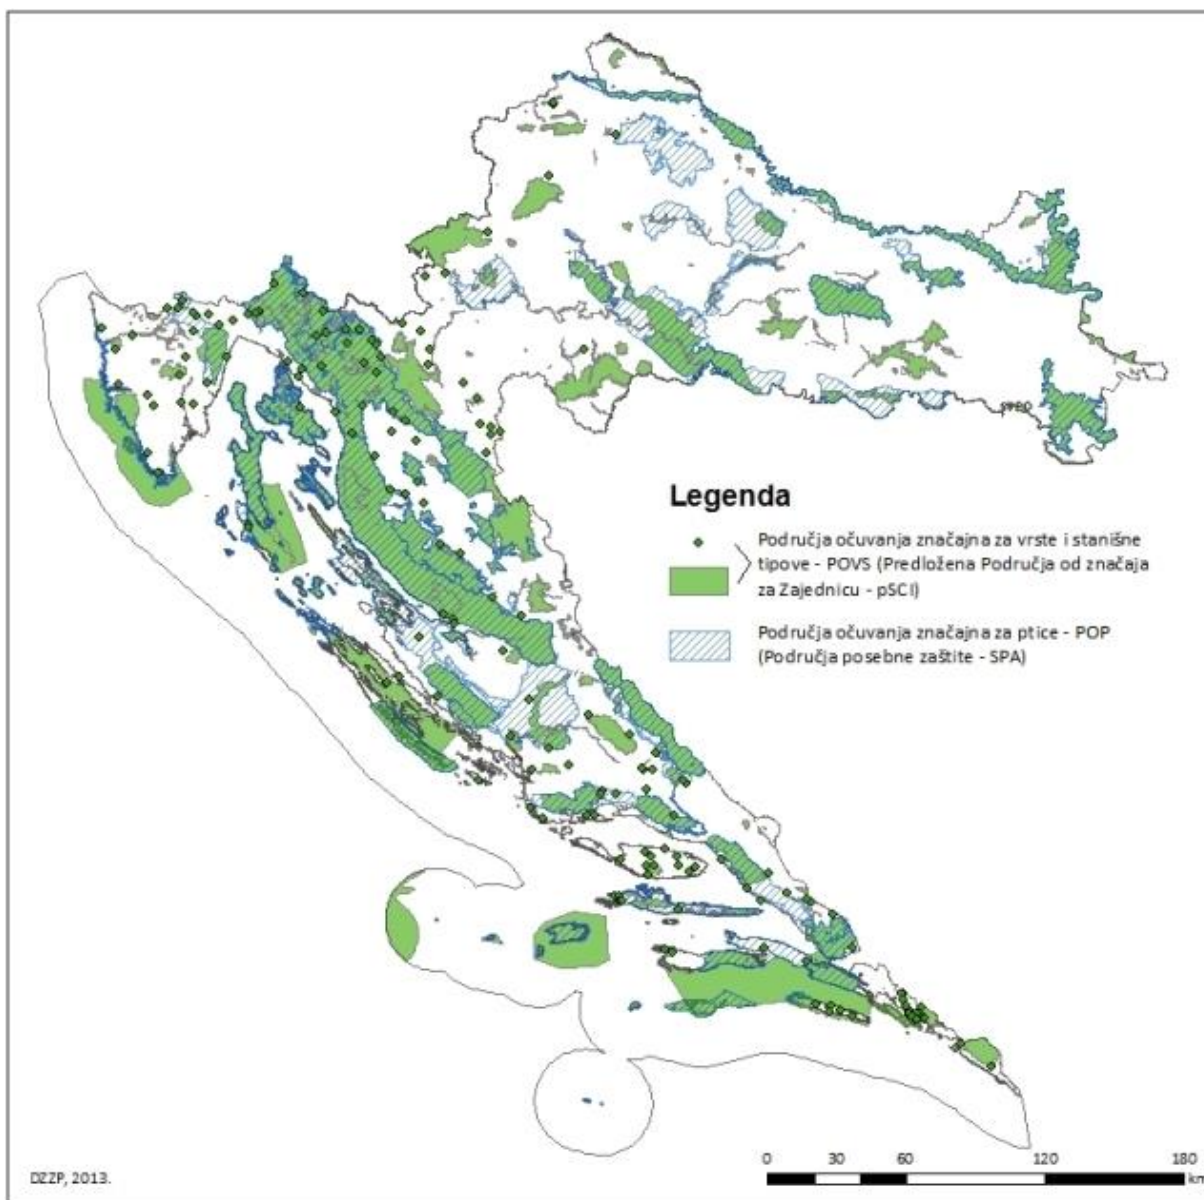 Legenda
Područja očuvanja značajna za vrste i stanišne
tipove - POVS (Predložena Područja od značaja
za Zajednicu - pSCI)
Područja očuvanja značajna za ptice - POP
(Područja posebne zaštite - SPA)
DZZP, 2013.
0 30 60 120 180
km